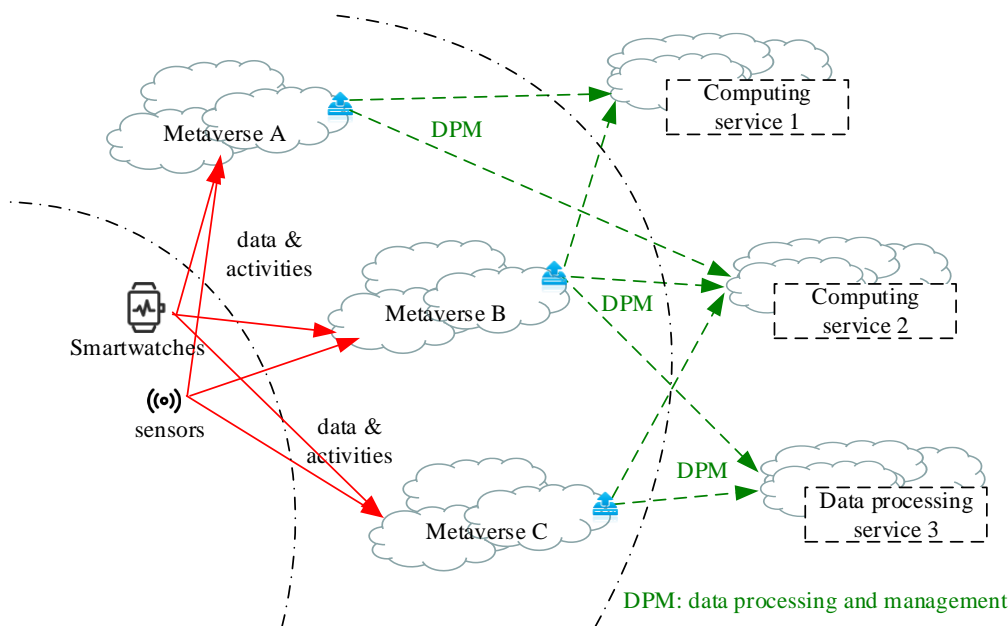 Computing
service 1
Metaverse A
DPM
data &
activities
Metaverse B
DPM
Computing
service 2
Smartwatches
sensors
data &
activities
DPM
Metaverse C
Data processing
service 3
DPM: data processing and management